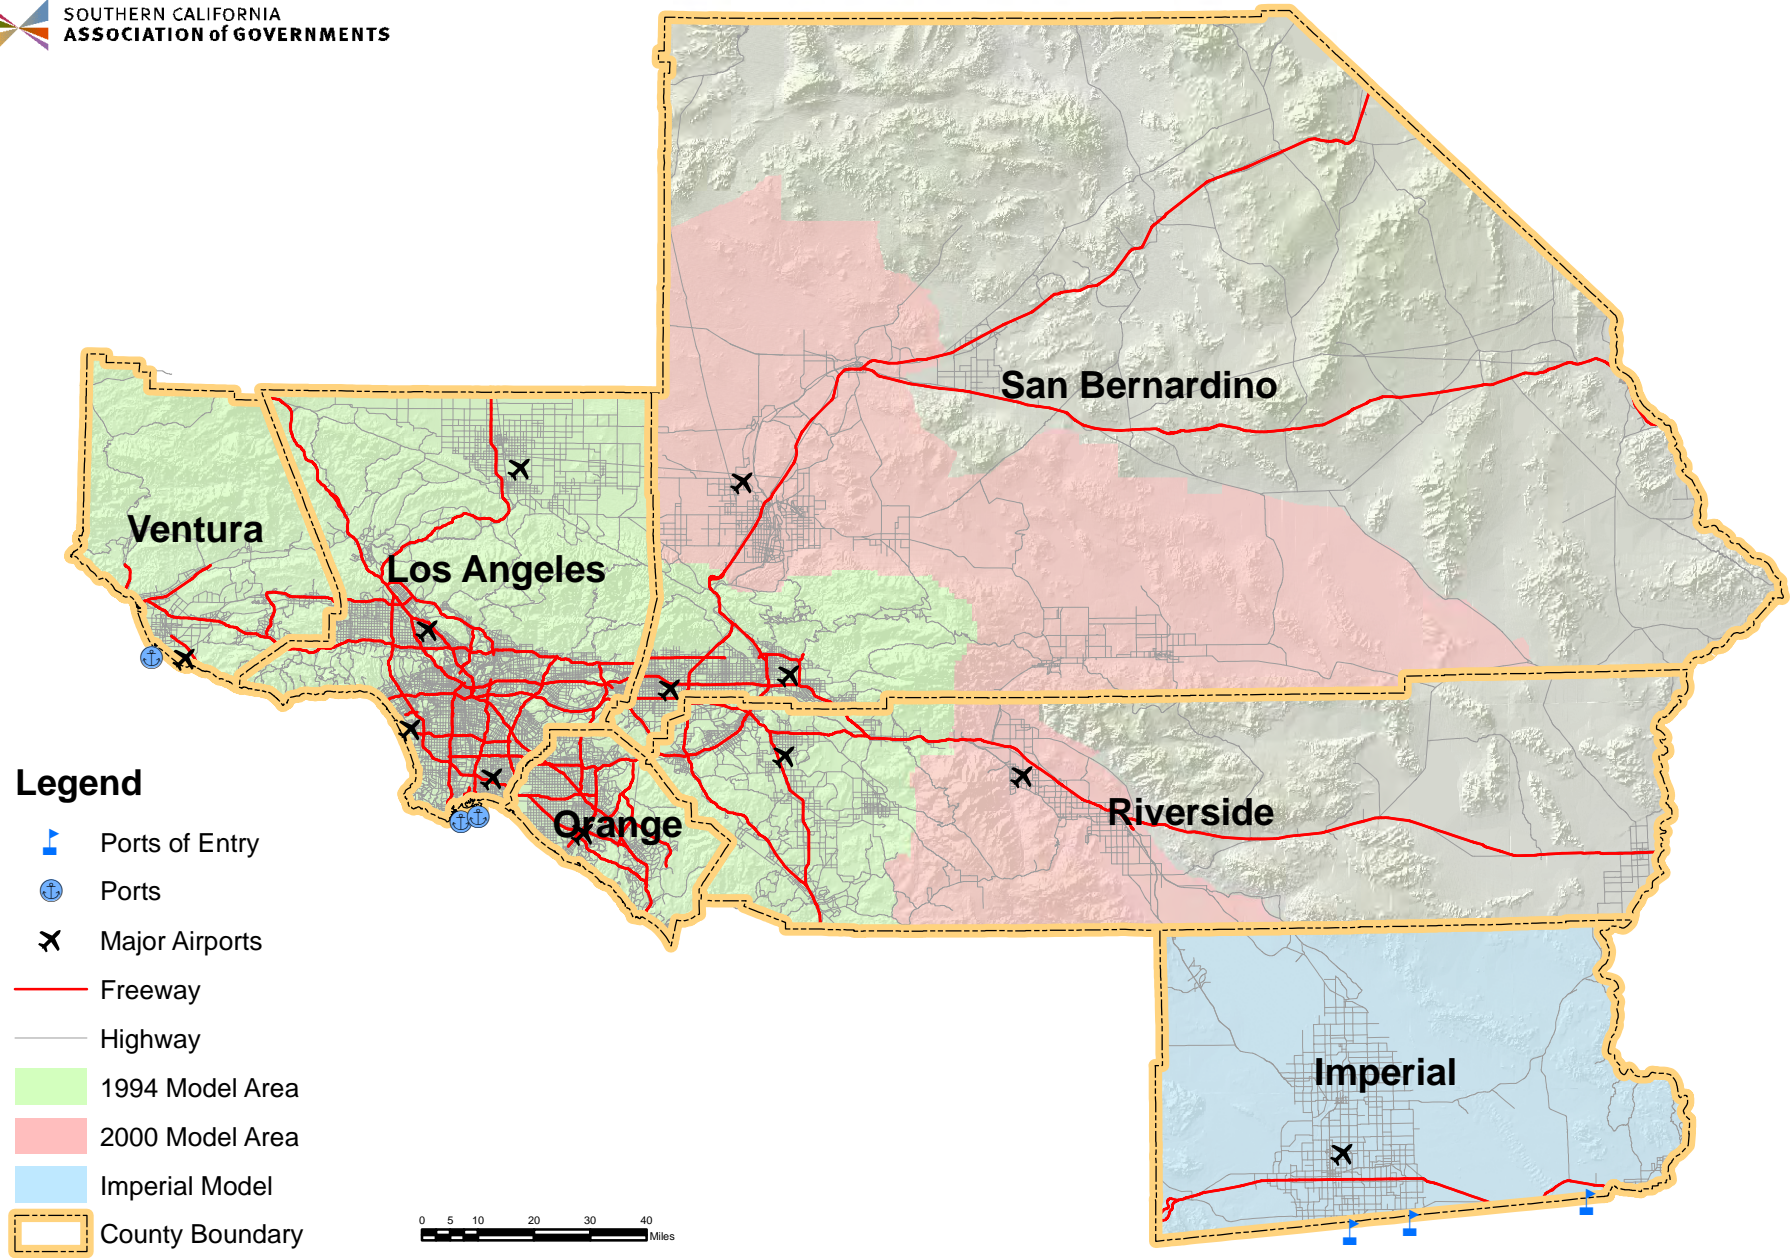 SOUTHERN CALIFORNIA
ASSOCIATION of GOVERNMENTS
San Bernardino
Ventura
Los Angeles
Orange
Riverside
Imperial
Legend
Ports of Entry
Ports
Major Airports
Freeway
Highway
1994 Model Area
2000 Model Area
Imperial Model
County Boundary
0 5 10 20 30 40
Miles